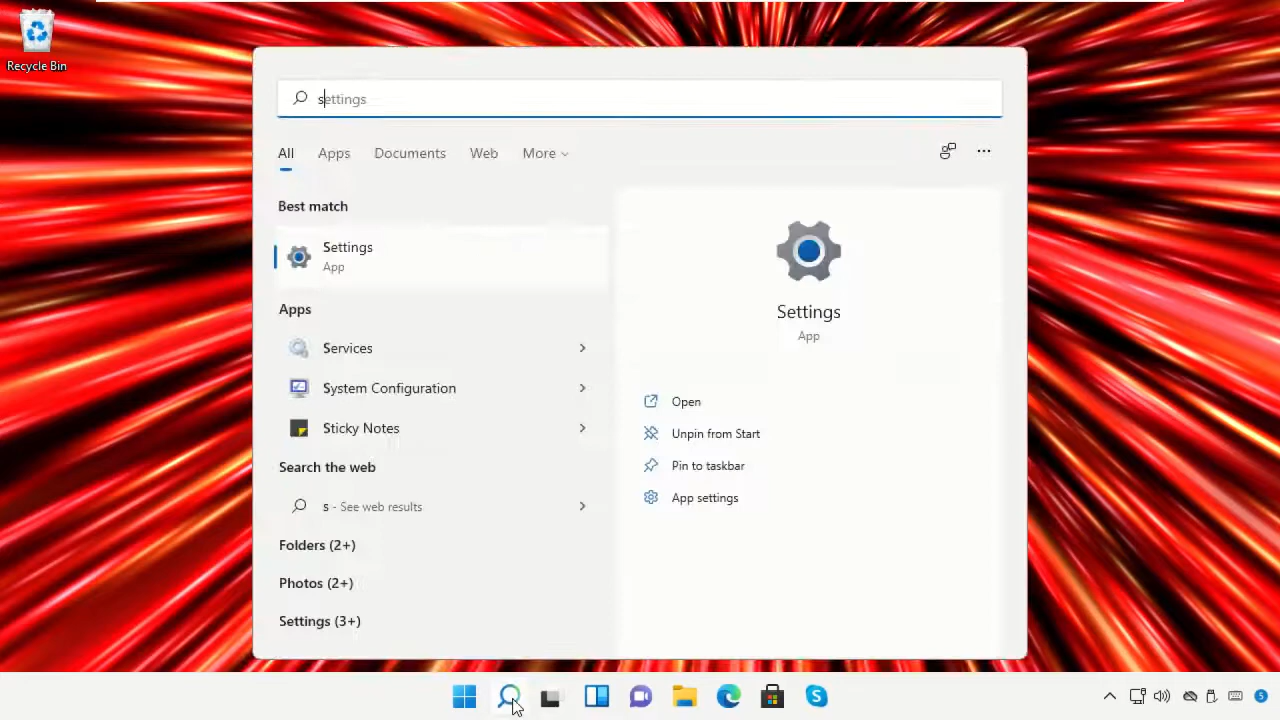 Recycle Bin
settings
All Apps Documents Web More
Best match
Settings
App
Apps
Services
System Configuration
Sticky Notes
Search the web
s - See web results
Folders (2+)
Photos (2+)
Settings (3+)
Settings
App
Open
Unpin from Start
Pin to taskbar
App settings
5